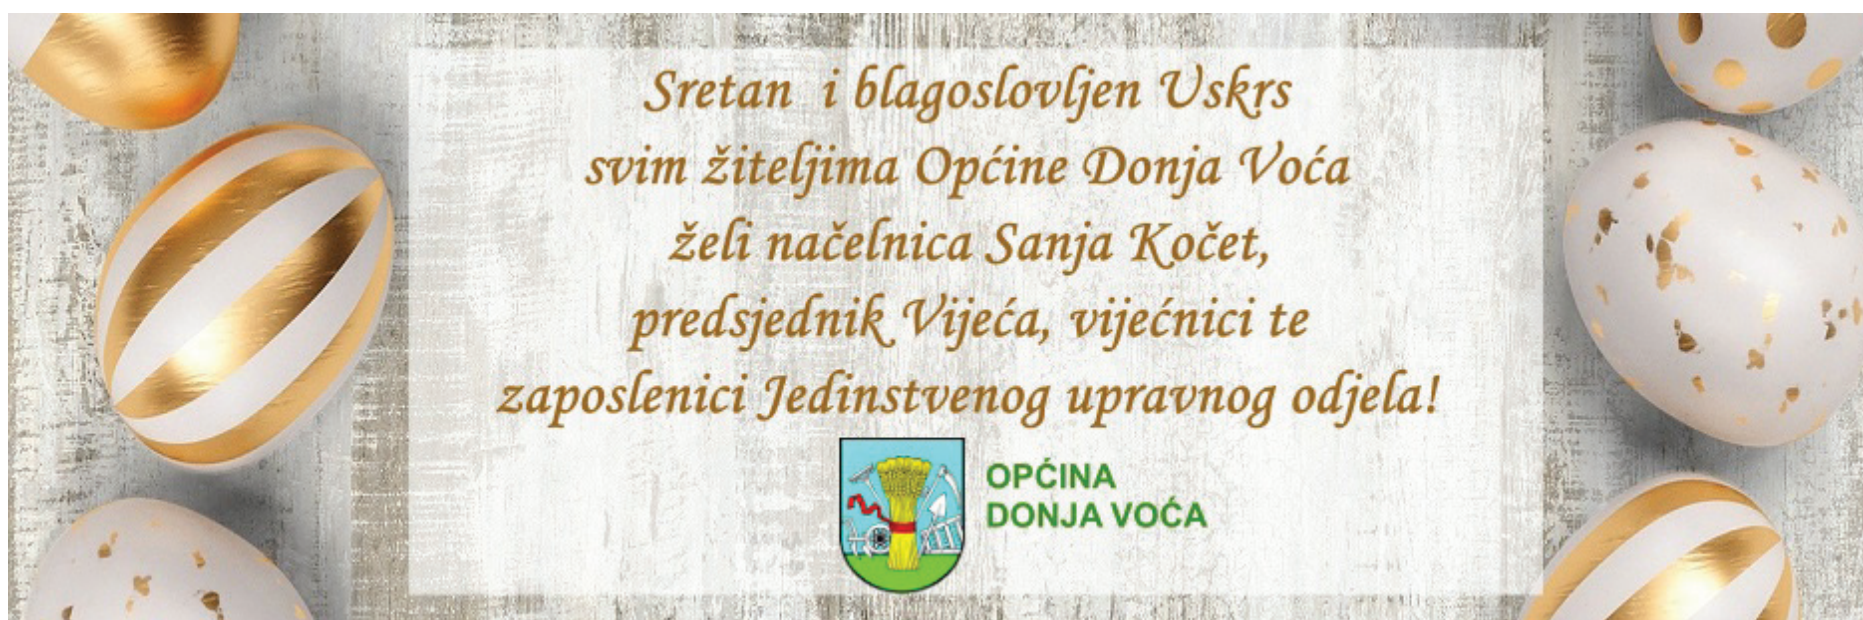 Sretan i blagoslovljen Uskrs
svim žiteljima Općine Donja Voća
želi načelnica Sanja Kočet,
predsjednik Vijeća, vijećnici te
zaposlenici Jedinstvenog upravnog odjela!
OPĆINA
DONJA VOĆA